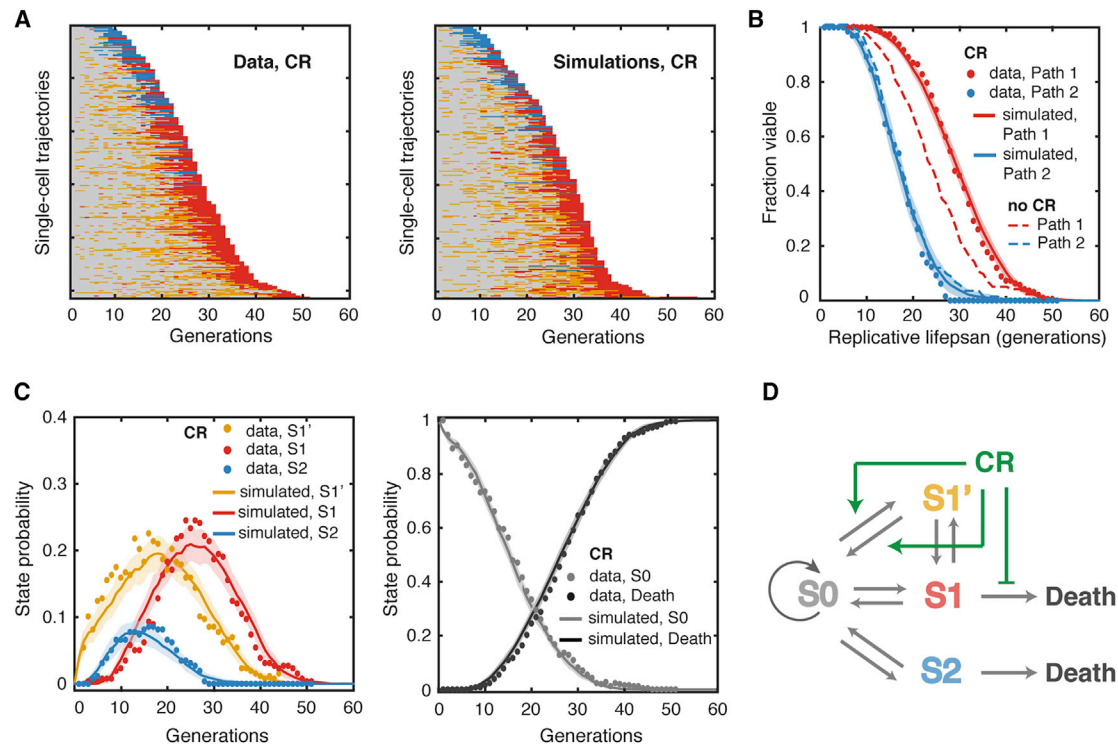 A
Data, CR
Single-cell trajectories
0 10 20 30 40 50 60
Generations
Simulations, CR
Single-cell trajectories
0 10 20 30 40 50 60
Generations
B
1
0.8
0.6
0.4
0.2
0
Fraction viable
CR
data, Path 1
data, Path 2
simulated,
Path 1
simulated,
Path 2
no CR
Path 1
Path 2
0 10 20 30 40 50 60
Replicative lifepsan (generations)
C
0.4
0.3
0.2
0.1
0
State probability
CR
data, S1'
data, S1
data, S2
simulated, S1'
simulated, S1
simulated, S2
0 10 20 30 40 50 60
Generations
1
0.8
0.6
0.4
0.2
0
State probability
CR
data, S0
data, Death
simulated, S0
simulated, Death
0 10 20 30 40 50 60
Generations
D
CR
S1'
S0
S1
Death
S2
Death